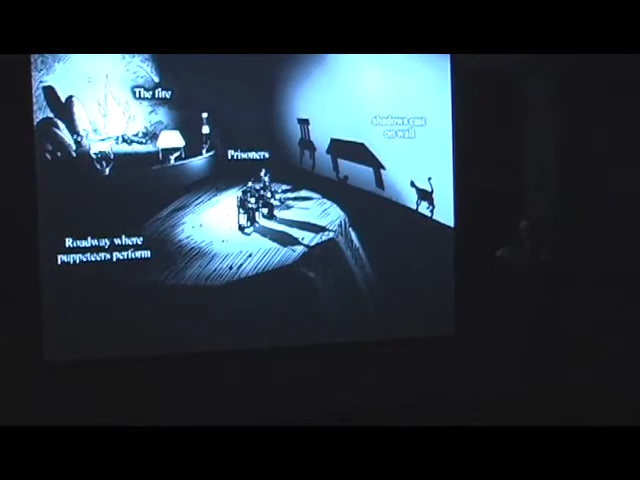 The fire
shadows cast
on wall
Prisoners
Roadway where
puppeteers perform